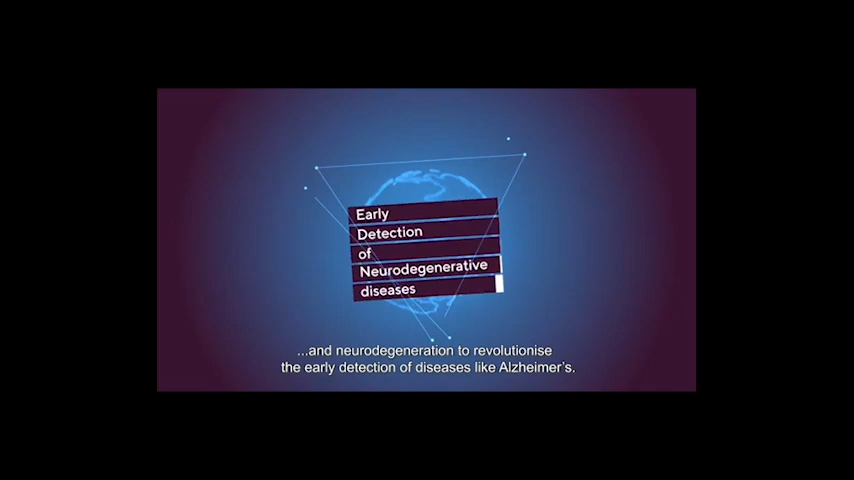 Early
Detection
of
Neurodegenerative
diseases
...and neurodegeneration to revolutionise
the early detection of diseases like Alzheimer's.